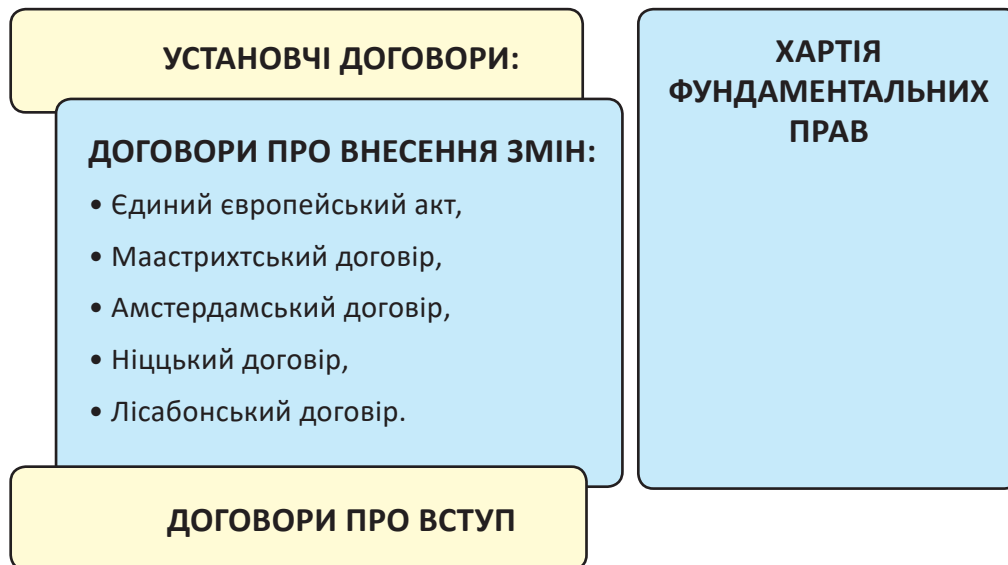 УСТАНОВЧІ ДОГОВОРИ:
ДОГОВОРИ ПРО ВНЕСЕННЯ ЗМІН:
• Єдиний європейський акт,
• Маастрихтський договір,
• Амстердамський договір,
• Ніццький договір,
• Лісабонський договір.
ДОГОВОРИ ПРО ВСТУП
ХАРТІЯ
ФУНДАМЕНТАЛЬНИХ
ПРАВ